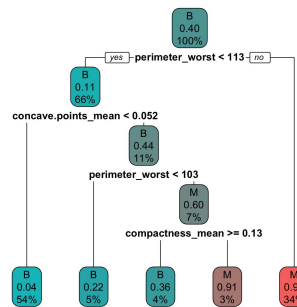 B
0.40
100%
yes perimeter_worst < 113 no
B
0.11
66%
concave.points_mean < 0.052
B
0.44
11%
perimeter_worst < 103
M
0.60
7%
compactness_mean >= 0.13
B
0.04
54%
B
0.22
5%
B
0.36
4%
M
0.91
3%
M